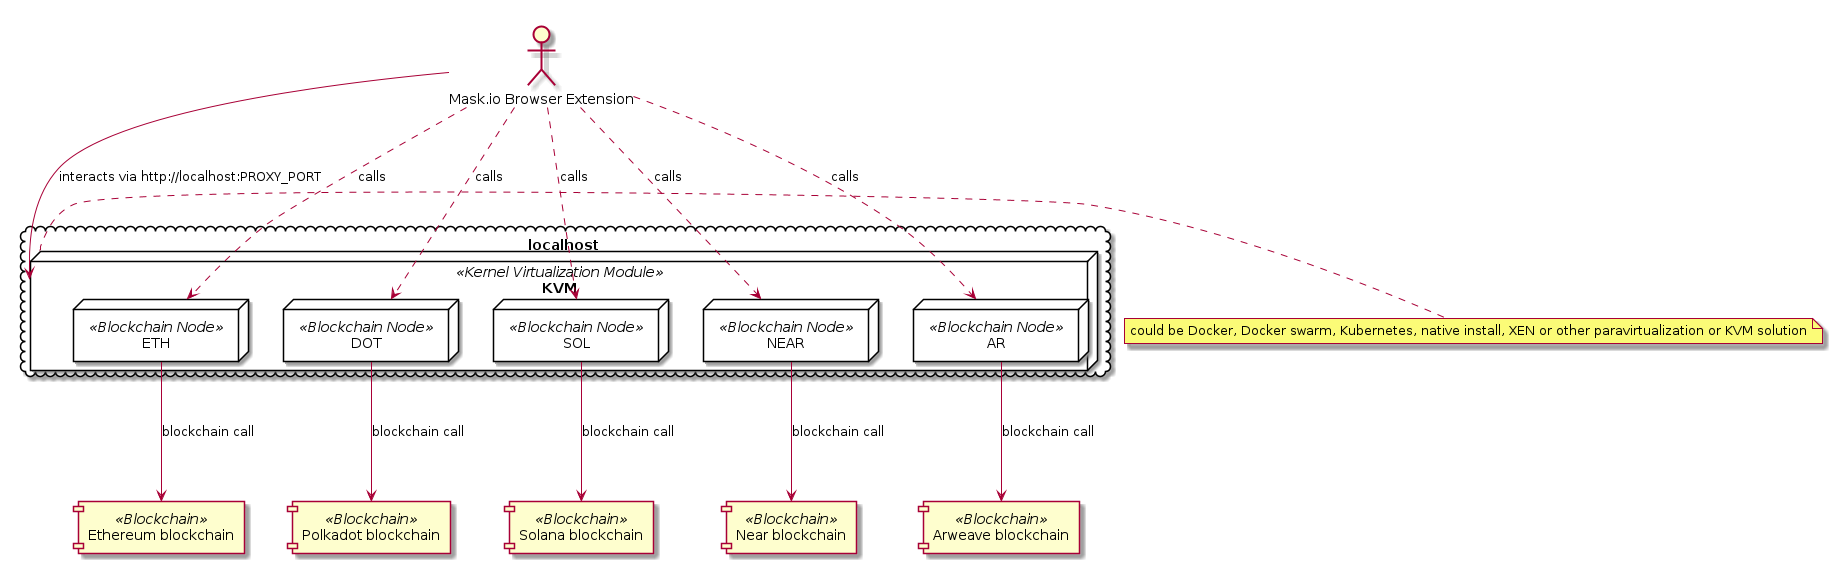 Mask.io Browser Extension
interacts via http://localhost:PROXY_PORT
calls
calls
calls
calls
calls
localhost
«Kernel Virtualization Module»
KVM
«Blockchain Node»
ETH
«Blockchain Node»
DOT
«Blockchain Node»
SOL
«Blockchain Node»
NEAR
«Blockchain Node»
AR
could be Docker, Docker swarm, Kubernetes, native install, XEN or other paravirtualization or KVM solution
blockchain call
blockchain call
blockchain call
blockchain call
blockchain call
«Blockchain»
Ethereum blockchain
«Blockchain»
Polkadot blockchain
«Blockchain»
Solana blockchain
«Blockchain»
Near blockchain
«Blockchain»
Arweave blockchain